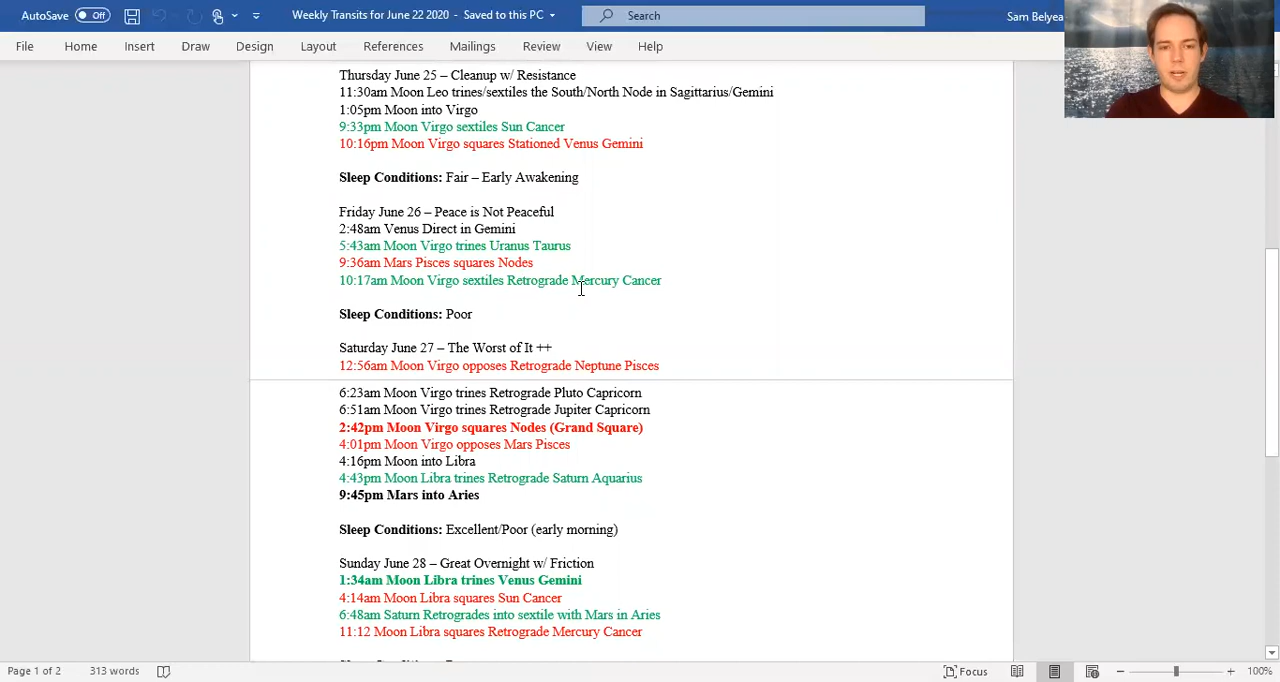 AutoSave Off Weekly Transits for June 22 2020 - Saved to this PC Search Sam Belyea
File Home Insert Draw Design Layout References Mailings Review View Help
Thursday June 25 – Cleanup w/ Resistance
11:30am Moon Leo trines/sextiles the South/North Node in Sagittarius/Gemini
1:05pm Moon into Virgo
9:33pm Moon Virgo sextiles Sun Cancer
10:16pm Moon Virgo squares Stationed Venus Gemini
Sleep Conditions: Fair – Early Awakening
Friday June 26 – Peace is Not Peaceful
2:48am Venus Direct in Gemini
5:43am Moon Virgo trines Uranus Taurus
9:36am Mars Pisces squares Nodes
10:17am Moon Virgo sextiles Retrograde Mercury Cancer
Sleep Conditions: Poor
Saturday June 27 – The Worst of It ++
12:56am Moon Virgo opposes Retrograde Neptune Pisces
6:23am Moon Virgo trines Retrograde Pluto Capricorn
6:51am Moon Virgo trines Retrograde Jupiter Capricorn
2:42pm Moon Virgo squares Nodes (Grand Square)
4:01pm Moon Virgo opposes Mars Pisces
4:16pm Moon into Libra
4:43pm Moon Libra trines Retrograde Saturn Aquarius
9:45pm Mars into Aries
Sleep Conditions: Excellent/Poor (early morning)
Sunday June 28 – Great Overnight w/ Friction
1:34am Moon Libra trines Venus Gemini
4:14am Moon Libra squares Sun Cancer
6:48am Saturn Retrogrades into sextile with Mars in Aries
11:12 Moon Libra squares Retrograde Mercury Cancer
Page 1 of 2 313 words Focus 100%